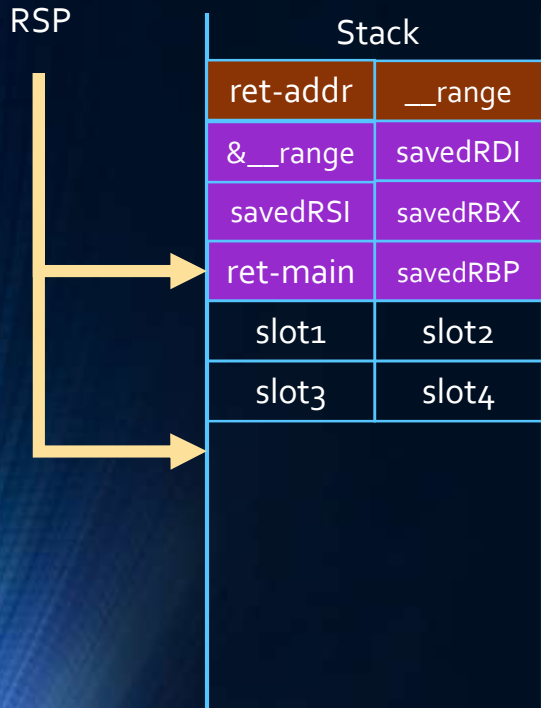 RSP
Stack
ret-addr __range
&__range savedRDI
savedRSI savedRBX
ret-main savedRBP
slot1 slot2
slot3 slot4